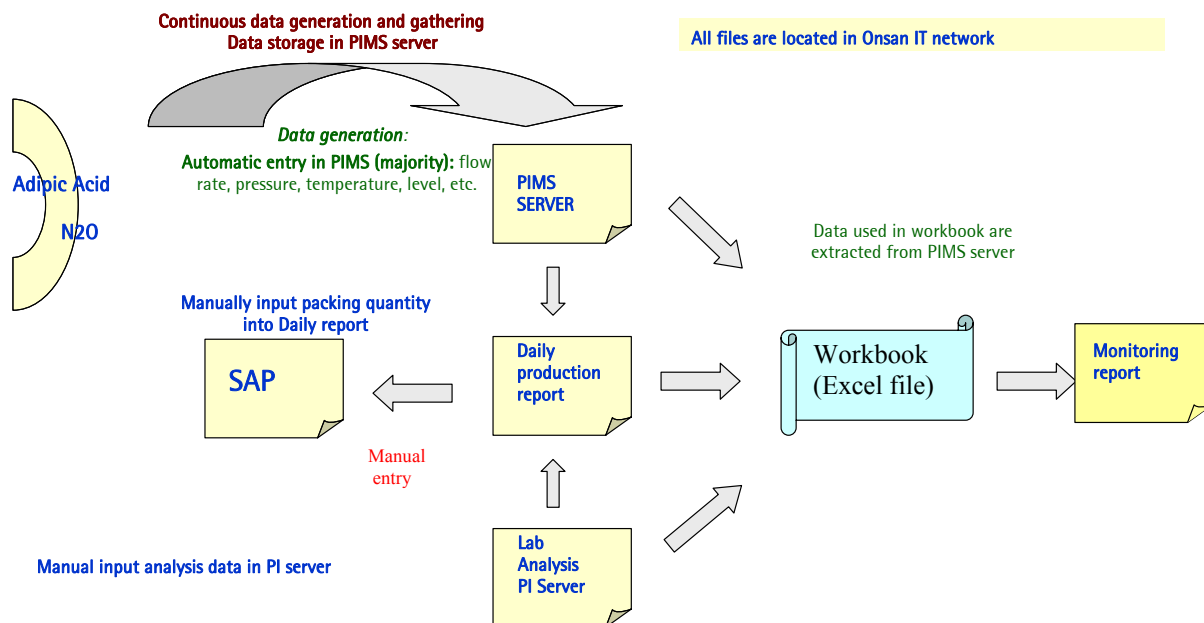 Continuous data generation and gathering
Data storage in PIMS server
All files are located in Onsan IT network
Data generation:
Automatic entry in PIMS (majority): flow
rate, pressure, temperature, level, etc.
Adipic Acid
N2O
PIMS
SERVER
Data used in workbook are
extracted from PIMS server
Manually input packing quantity
into Daily report
SAP
Daily
production
report
Workbook
(Excel file)
Monitoring
report
Manual
entry
Lab
Analysis
PI Server
Manual input analysis data in PI server